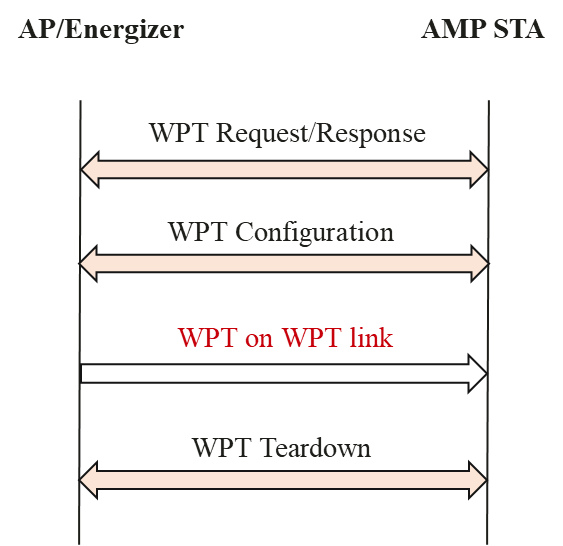 AP/Energizer AMP STA
WPT Request/Response
WPT Configuration
WPT on WPT link
WPT Teardown